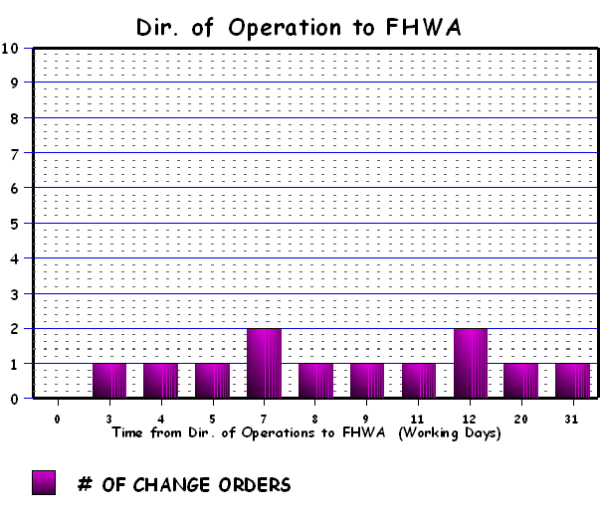 Dir. of Operation to FHWA
10
9
8
7
6
5
4
3
2
1
0
0 3 4 5 7 8 9 11 12 20 31
Time from Dir. of Operations to FHWA (Working Days)
# OF CHANGE ORDERS